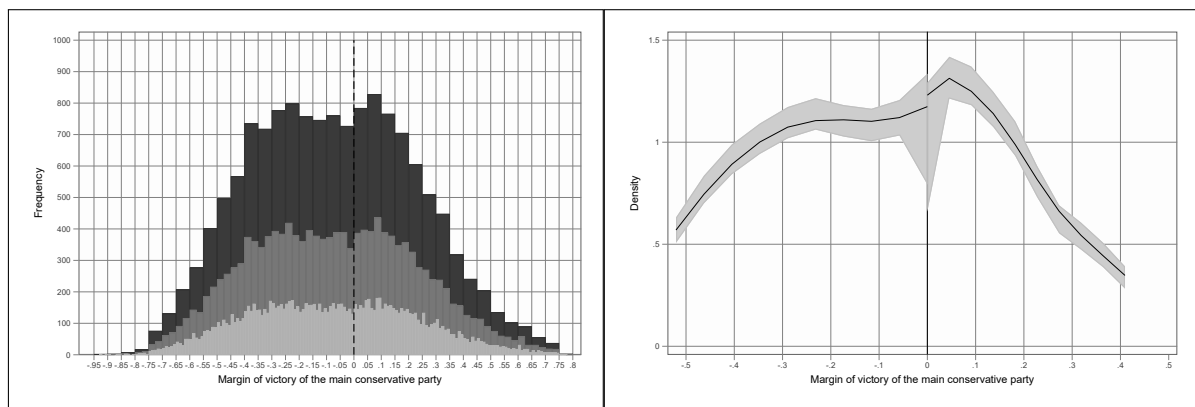 1000
900
800
700
600
500
400
300
200
100
0
Frequency
-.95 -.9 -.85 -.8 -.75 -.7 -.65 -.6 -.55 -.5 -.45 -.4 -.35 -.3 -.25 -.2 -.15 -.1 -.05 0 .05 .1 .15 .2 .25 .3 .35 .4 .45 .5 .55 .6 .65 .7 .75 .8
Margin of victory of the main conservative party
1.5
1
.5
0
Density
-.5 -.4 -.3 -.2 -.1 0 .1 .2 .3 .4 .5
Margin of victory of the main conservative party